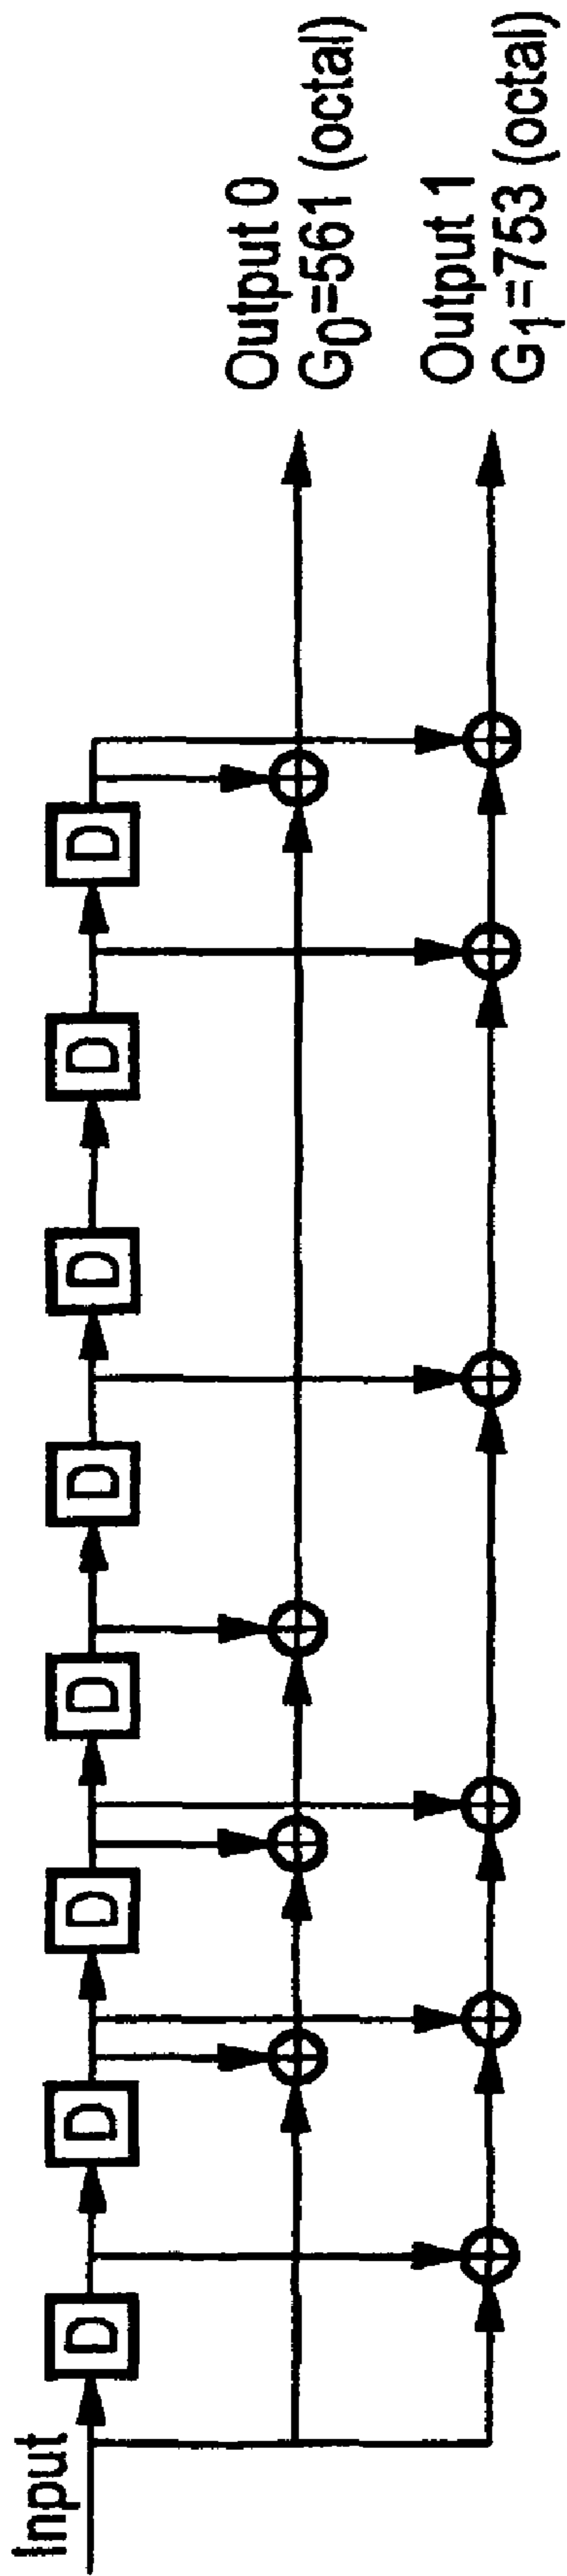 Input
D
D
D
D
D
D
D
D
Output 0
G0=561 (octal)
Output 1
G1=753 (octal)